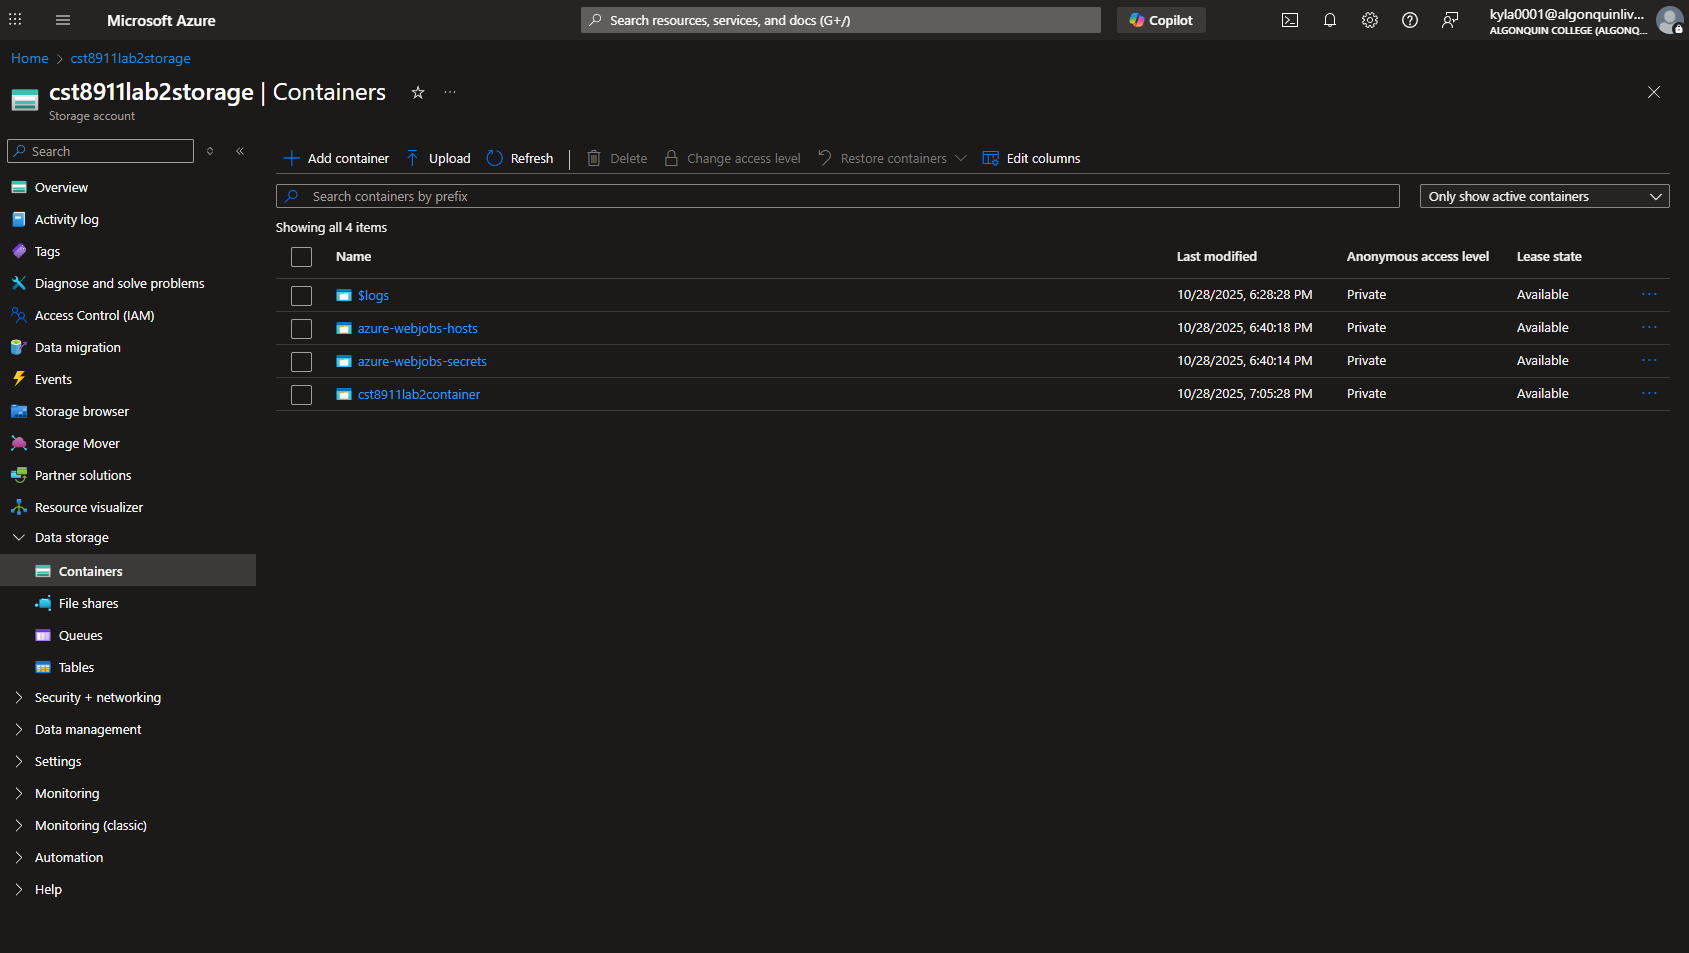 Microsoft Azure
Search resources, services, and docs (G+/)
Copilot
kyla0001@algonquinliv...
ALGONQUIN COLLEGE (ALGONQ...
Home > cst8911lab2storage
cst8911lab2storage | Containers
Storage account
Search
Overview
Activity log
Tags
Diagnose and solve problems
Access Control (IAM)
Data migration
Events
Storage browser
Storage Mover
Partner solutions
Resource visualizer
Data storage
Containers
File shares
Queues
Tables
Security + networking
Data management
Settings
Monitoring
Monitoring (classic)
Automation
Help
Add container Upload Refresh Delete Change access level Restore containers Edit columns
Search containers by prefix
Only show active containers
Showing all 4 items
Name Last modified Anonymous access level Lease state
$logs 10/28/2025, 6:28:28 PM Private Available
azure-webjobs-hosts 10/28/2025, 6:40:18 PM Private Available
azure-webjobs-secrets 10/28/2025, 6:40:14 PM Private Available
cst8911lab2container 10/28/2025, 7:05:28 PM Private Available